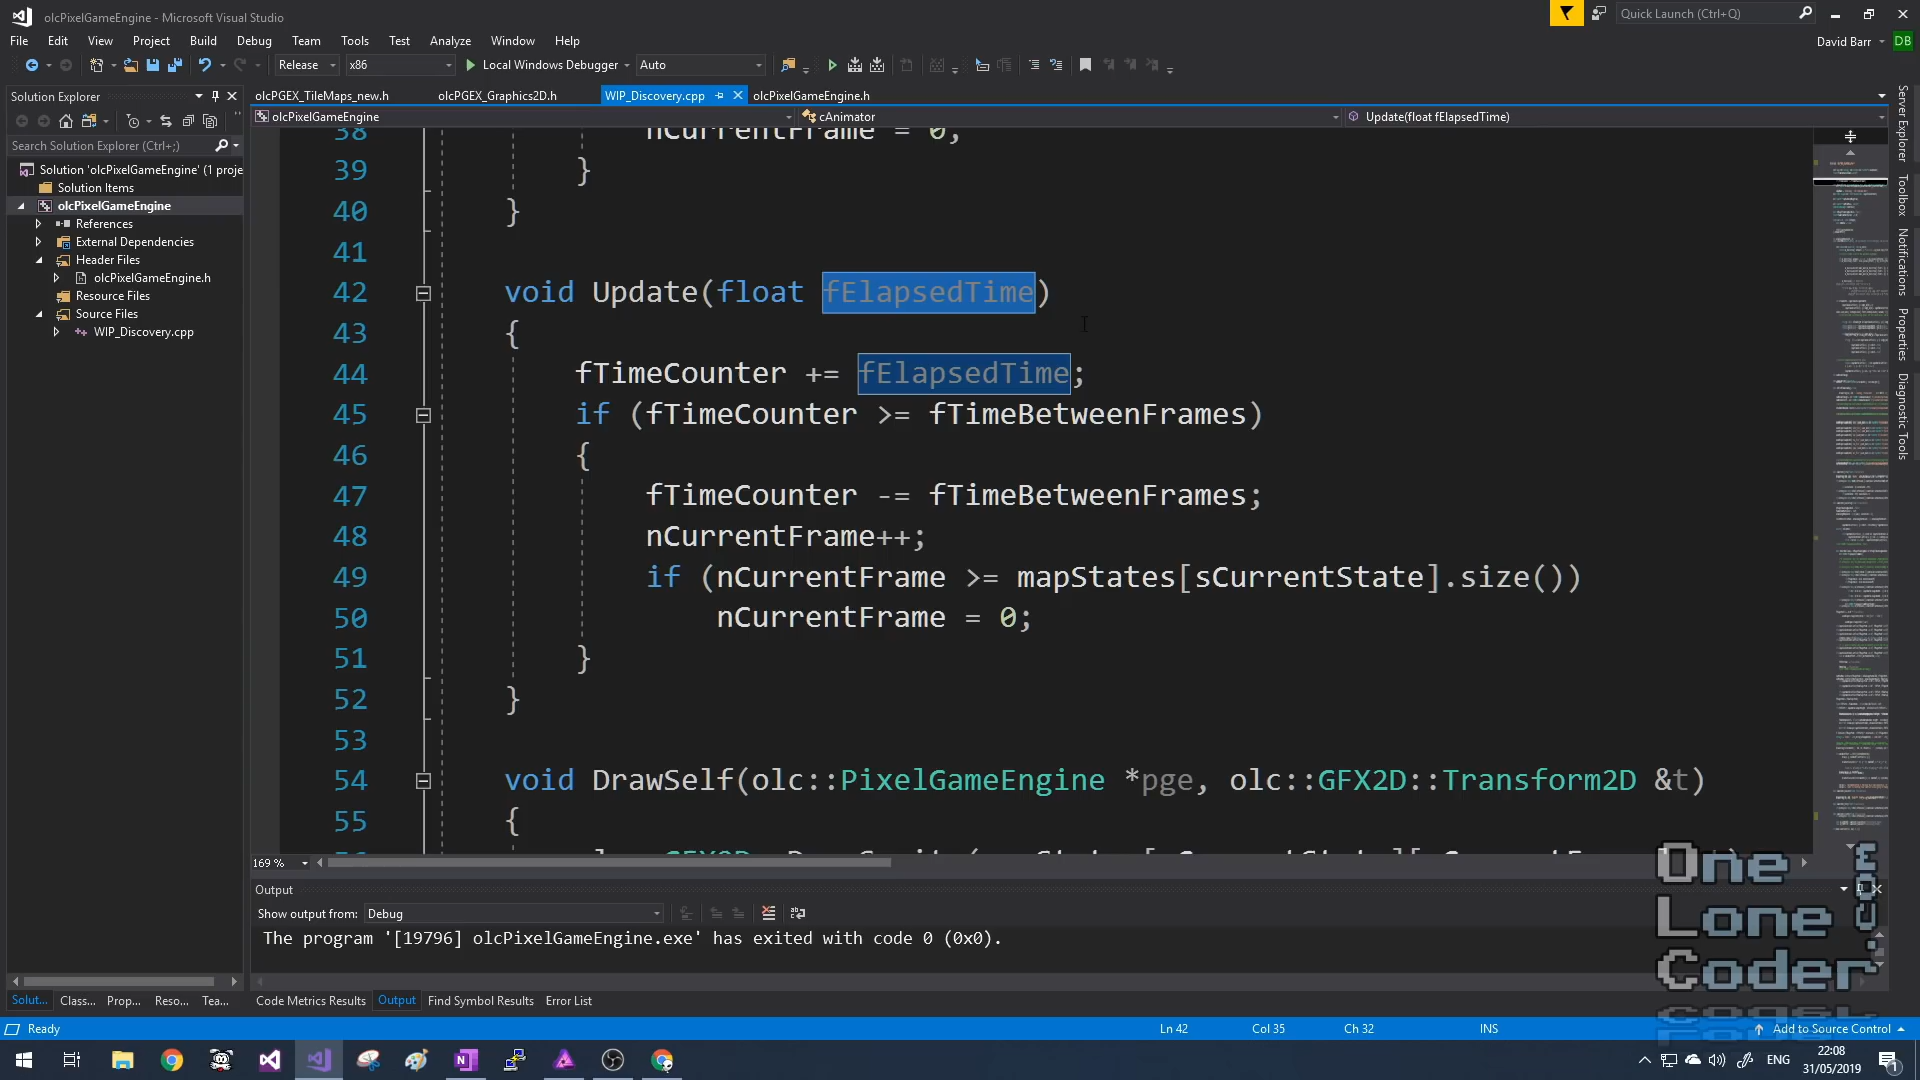 olcPixelGameEngine - Microsoft Visual Studio
Quick Launch (Ctrl+Q)
File Edit View Project Build Debug Team Tools Test Analyze Window Help
David Barr DB
Release x86 Local Windows Debugger Auto
Solution Explorer
olcPGEX_TileMaps_new.h olcPGEX_Graphics2D.h WIP_Discovery.cpp olcPixelGameEngine.h
olcPixelGameEngine cAnimator Update(float fElapsedTime)
Search Solution Explorer (Ctrl+;)
Solution 'olcPixelGameEngine' (1 proje
Solution Items
olcPixelGameEngine
References
External Dependencies
Header Files
olcPixelGameEngine.h
Resource Files
Source Files
WIP_Discovery.cpp
38 nCurrentFrame = 0;
39 }
40 }
41
42 void Update(float fElapsedTime)
43 {
44 fTimeCounter += fElapsedTime;
45 if (fTimeCounter >= fTimeBetweenFrames)
46 {
47 fTimeCounter -= fTimeBetweenFrames;
48 nCurrentFrame++;
49 if (nCurrentFrame >= mapStates[sCurrentState].size())
50 nCurrentFrame = 0;
51 }
52 }
53
54 void DrawSelf(olc::PixelGameEngine *pge, olc::GFX2D::Transform2D &t)
55 {
Server Explorer
Toolbox
Notifications
Properties
Diagnostic Tools
169 %
Output
Show output from: Debug
The program '[19796] olcPixelGameEngine.exe' has exited with code 0 (0x0).
Solut... Class... Prop... Reso... Tea...
Code Metrics Results Output Find Symbol Results Error List
One
Lone
Coder
.com
Ready Ln 42 Col 35 Ch 32 INS Add to Source Control
ENG
22:08
31/05/2019
1